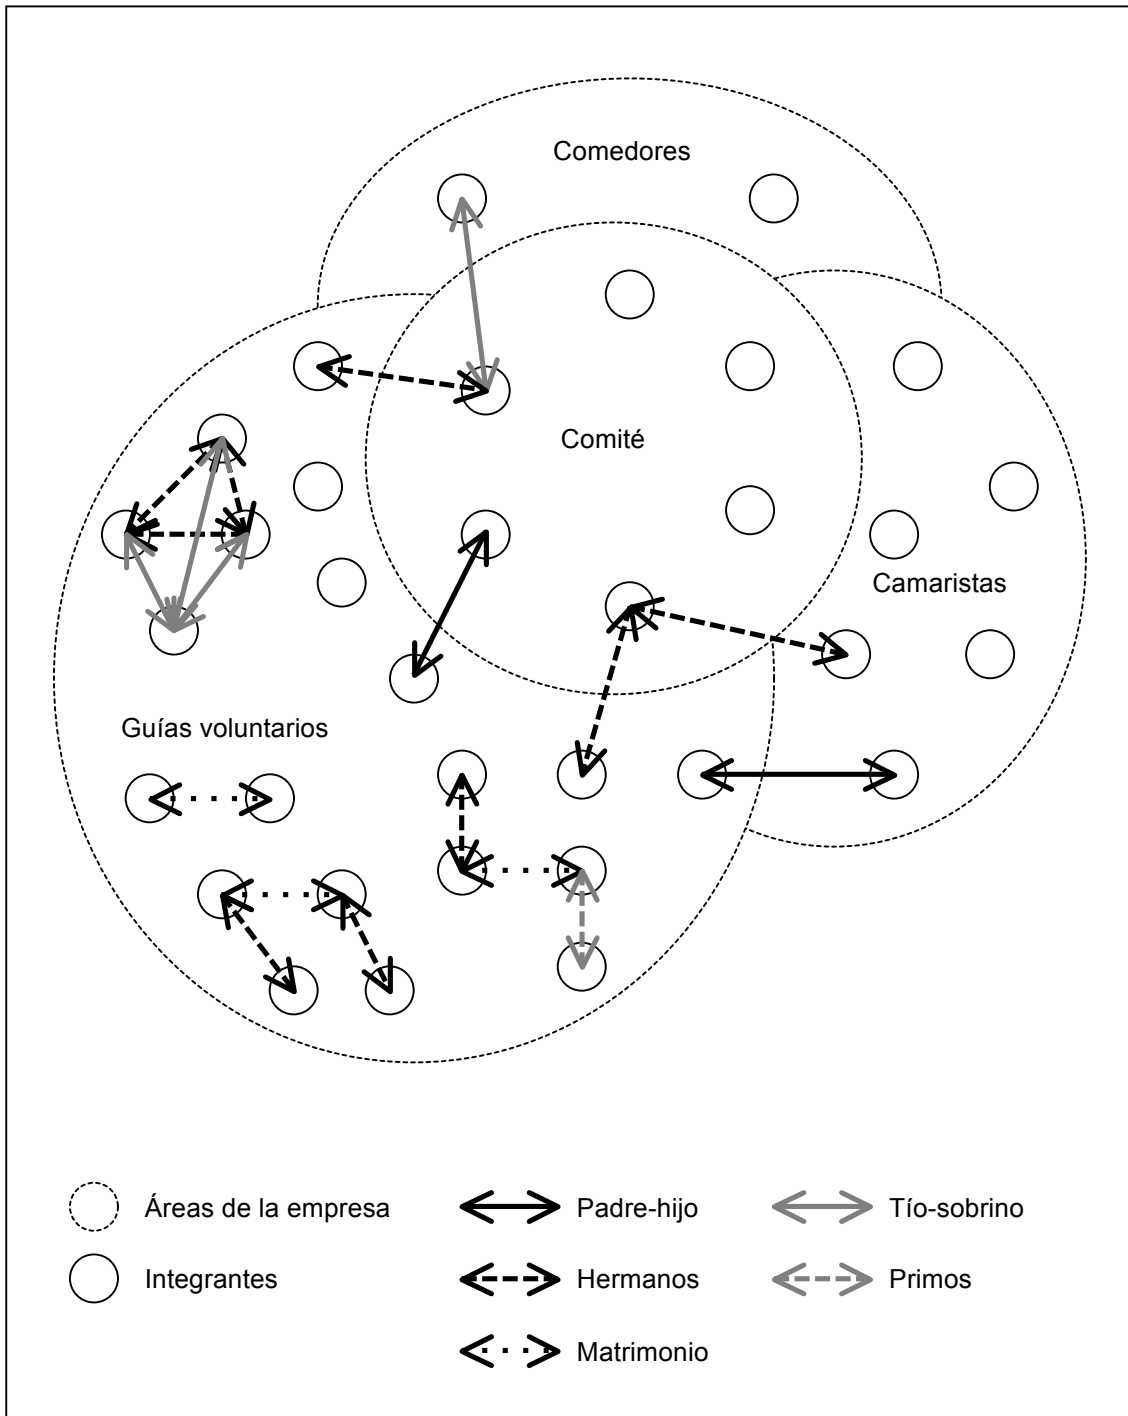 Comedores
Comité
Camaristas
Guías voluntarios
Áreas de la empresa
Padre-hijo
Tío-sobrino
Integrantes
Hermanos
Primos
Matrimonio